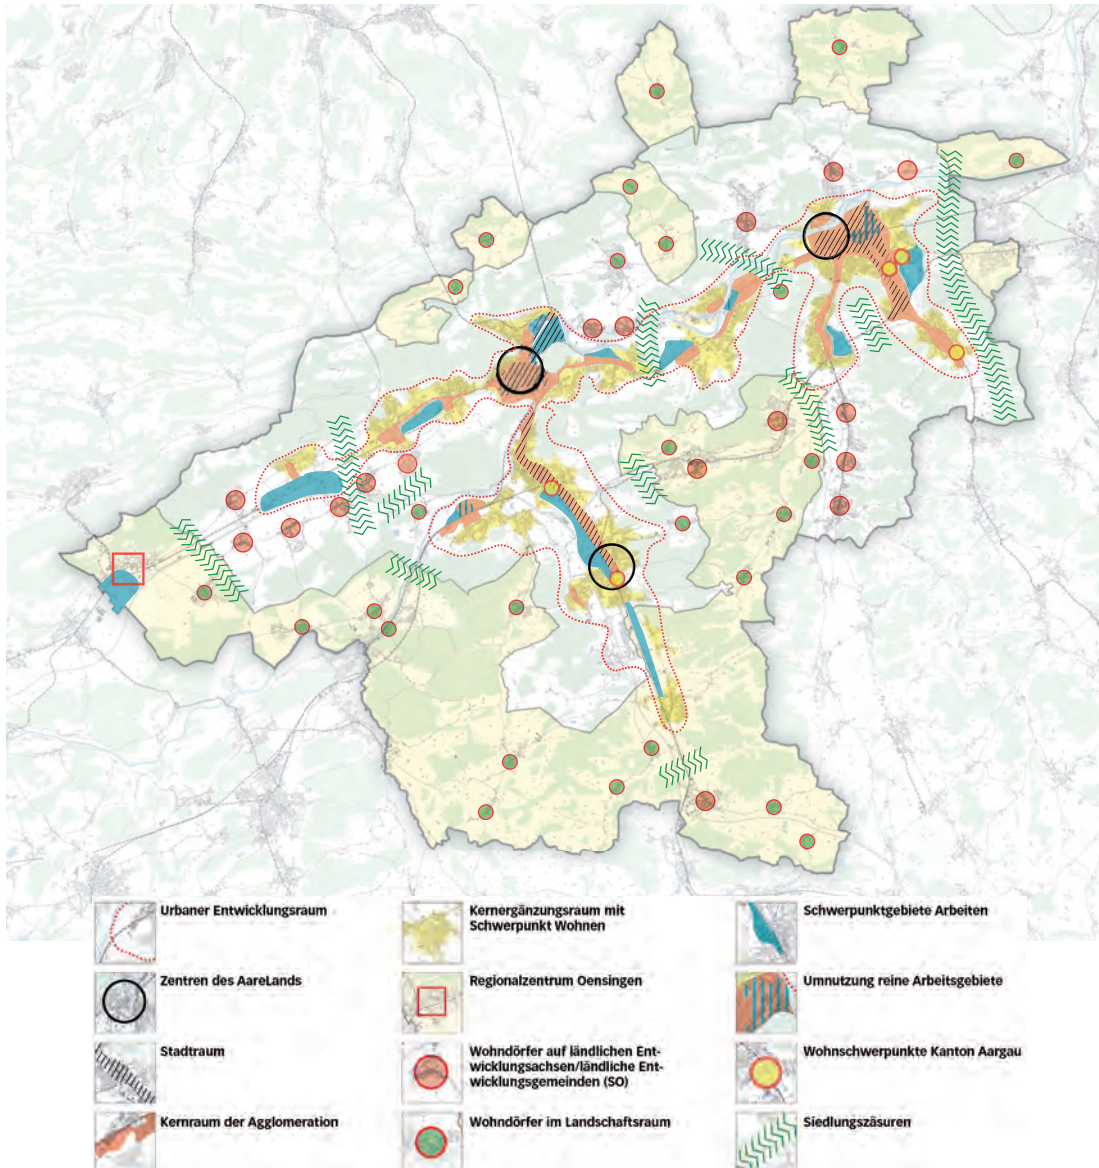 Urbaner Entwicklungsraum
Zentren des AareLands
Stadtraum
Kernraum der Agglomeration
Kernergänzungsraum mit
Schwerpunkt Wohnen
Regionalzentrum Oensingen
Wohndörfer auf ländlichen Ent-
wicklungsachsen/ländliche Ent-
wicklungsgemeinden (SO)
Wohndörfer im Landschaftsraum
Schwerpunktgebiete Arbeiten
Umnutzung reine Arbeitsgebiete
Wohnschwerpunkte Kanton Aargau
Siedlungszäsuren